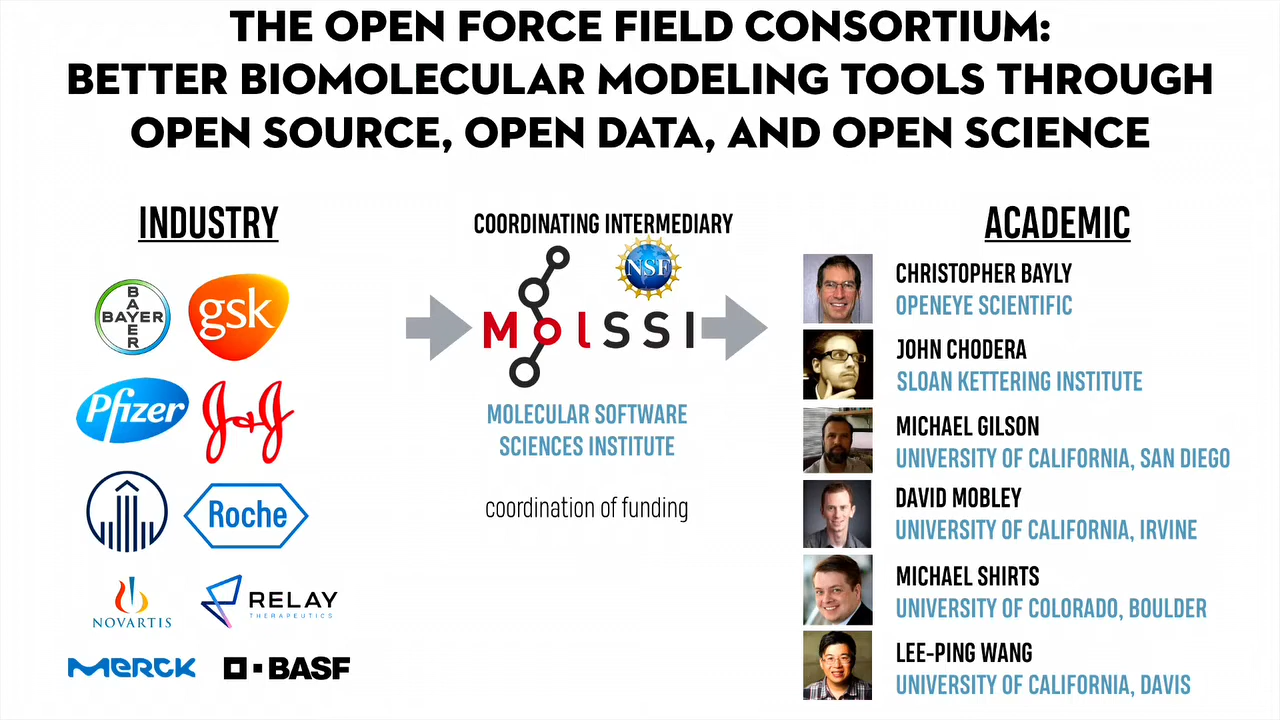 THE OPEN FORCE FIELD CONSORTIUM:
BETTER BIOMOLECULAR MODELING TOOLS THROUGH
OPEN SOURCE, OPEN DATA, AND OPEN SCIENCE
INDUSTRY
BAYER
BAYER
gsk
Pfizer
J&J
Roche
NOVARTIS
RELAY
THERAPEUTICS
MERCK
BASF
COORDINATING INTERMEDIARY
NSF
MolSSI
MOLECULAR SOFTWARE
SCIENCES INSTITUTE
coordination of funding
ACADEMIC
CHRISTOPHER BAYLY
OPENEYE SCIENTIFIC
JOHN CHODERA
SLOAN KETTERING INSTITUTE
MICHAEL GILSON
UNIVERSITY OF CALIFORNIA, SAN DIEGO
DAVID MOBLEY
UNIVERSITY OF CALIFORNIA, IRVINE
MICHAEL SHIRTS
UNIVERSITY OF COLORADO, BOULDER
LEE-PING WANG
UNIVERSITY OF CALIFORNIA, DAVIS